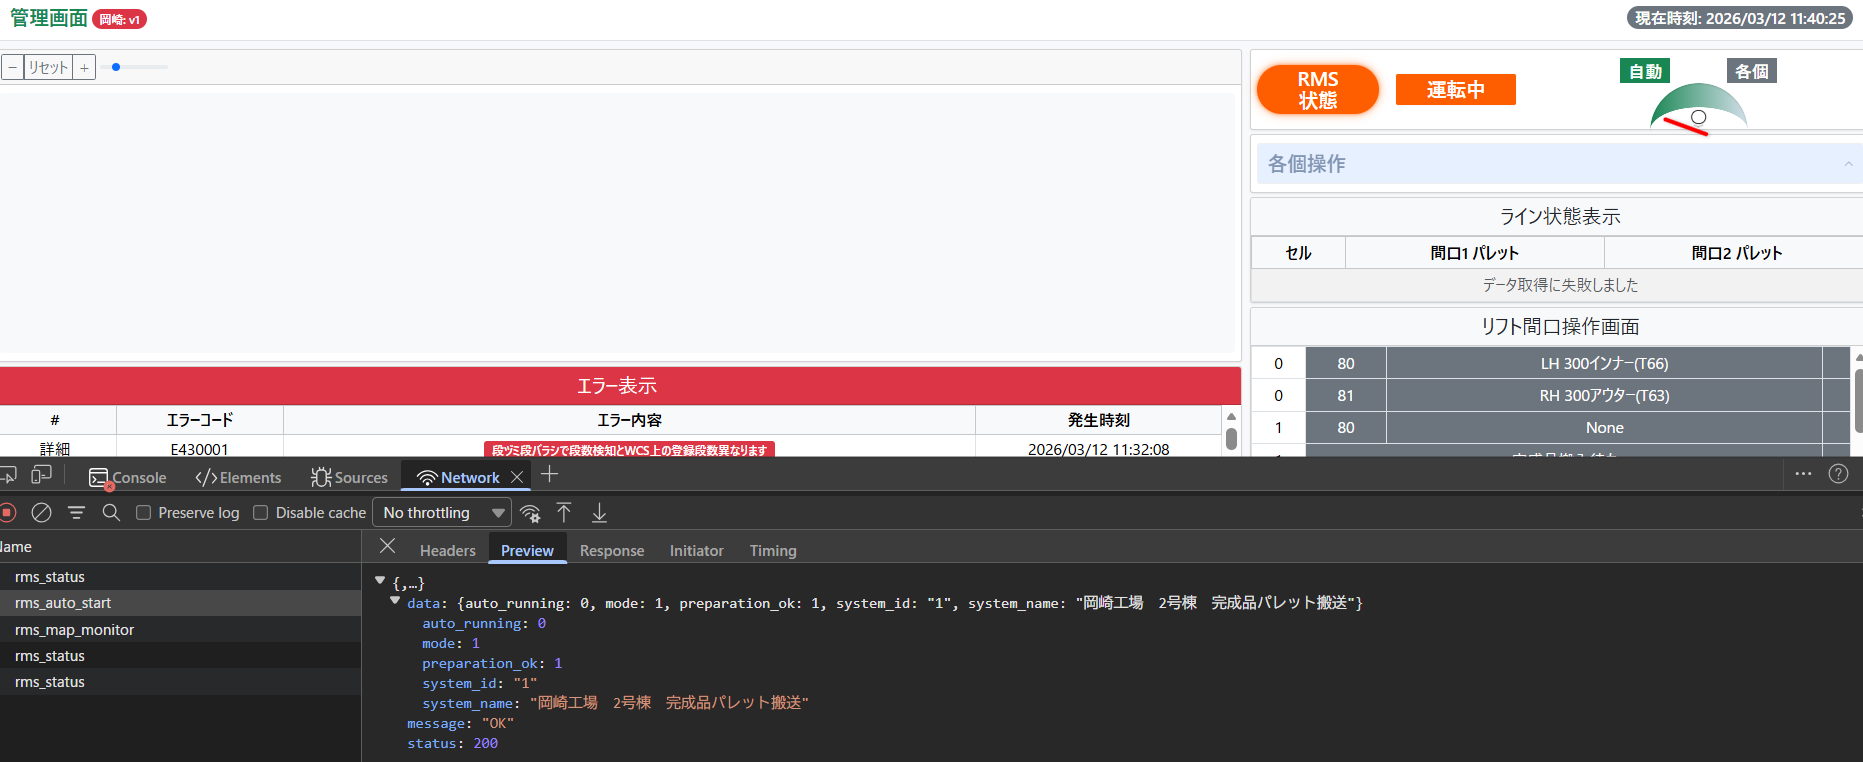 管理画面 岡崎: v1
現在時刻: 2026/03/12 11:40:25
− リセット +
RMS
状態
運転中
自動
各個
各個操作
ライン状態表示
セル 間口1 パレット 間口2 パレット
データ取得に失敗しました
リフト間口操作画面
0 80 LH 300インナー(T66)
0 81 RH 300アウター(T63)
1 80 None
エラー表示
# エラーコード エラー内容 発生時刻
詳細 E430001 段ヅミ段バラシで段数検知とWCS上の登録段数異なります 2026/03/12 11:32:08
Console Elements Sources Network
Preserve log Disable cache No throttling
Name
rms_status
rms_auto_start
rms_map_monitor
rms_status
rms_status
Headers Preview Response Initiator Timing
{,…}
data: {auto_running: 0, mode: 1, preparation_ok: 1, system_id: "1", system_name: "岡崎工場　2号棟　完成品パレット搬送"}
auto_running: 0
mode: 1
preparation_ok: 1
system_id: "1"
system_name: "岡崎工場　2号棟　完成品パレット搬送"
message: "OK"
status: 200